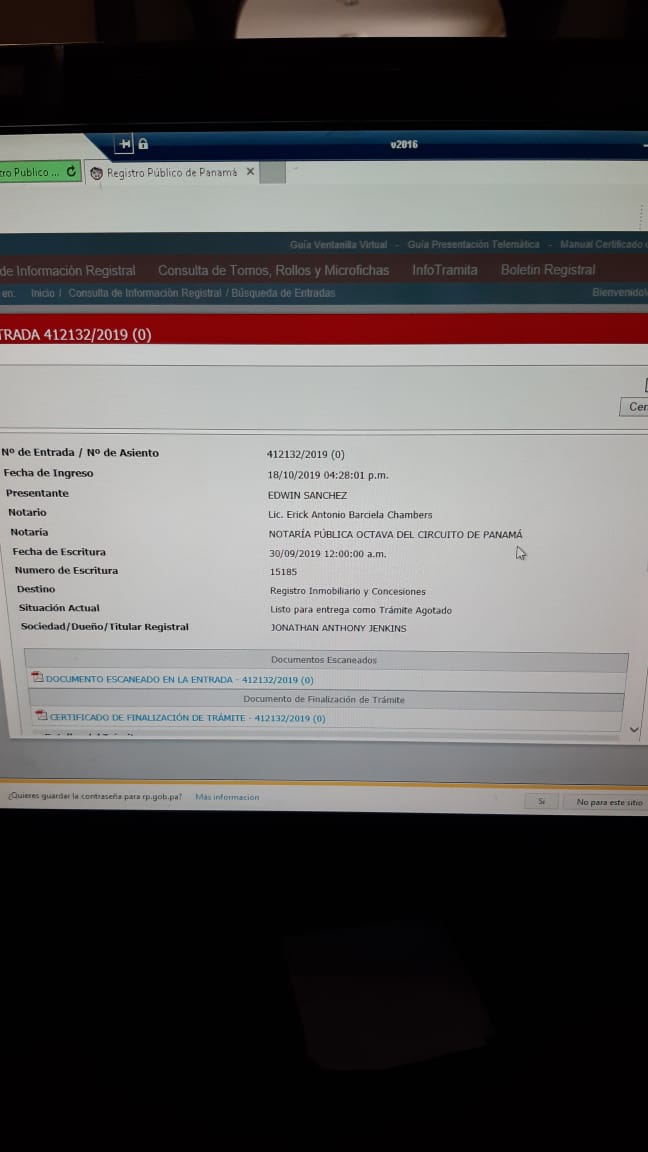 v2016
tro Publico ...
Registro Público de Panamá
Guía Ventanilla Virtual - Guía Presentación Telemática - Manual Certificado
de Información Registral Consulta de Tomos, Rollos y Microfichas InfoTramita Boletín Registral
en: Inicio / Consulta de Información Registral / Búsqueda de Entradas Bienvenido
TRADA 412132/2019 (0)
Cer
Nº de Entrada / Nº de Asiento 412132/2019 (0)
Fecha de Ingreso 18/10/2019 04:28:01 p.m.
Presentante EDWIN SANCHEZ
Notario Lic. Erick Antonio Barciela Chambers
Notaría NOTARÍA PÚBLICA OCTAVA DEL CIRCUITO DE PANAMÁ
Fecha de Escritura 30/09/2019 12:00:00 a.m.
Numero de Escritura 15185
Destino Registro Inmobiliario y Concesiones
Situación Actual Listo para entrega como Trámite Agotado
Sociedad/Dueño/Titular Registral JONATHAN ANTHONY JENKINS
Documentos Escaneados
DOCUMENTO ESCANEADO EN LA ENTRADA - 412132/2019 (0)
Documento de Finalización de Trámite
CERTIFICADO DE FINALIZACIÓN DE TRÁMITE - 412132/2019 (0)
¿Quieres guardar la contraseña para rp.gob.pa? Más información Sí No para este sitio